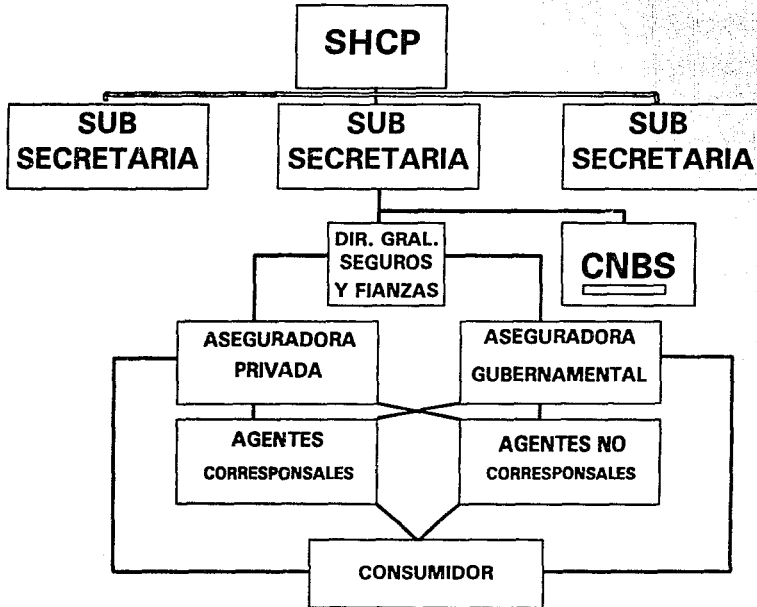 SHCP
SUB
SECRETARIA
SUB
SECRETARIA
SUB
SECRETARIA
DIR. GRAL.
SEGUROS
Y FIANZAS
CNBS
ASEGURADORA
PRIVADA
ASEGURADORA
GUBERNAMENTAL
AGENTES
CORRESPONSALES
AGENTES NO
CORRESPONSALES
CONSUMIDOR